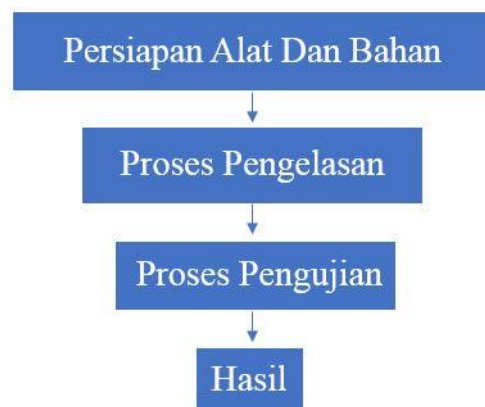 Persiapan Alat Dan Bahan
Proses Pengelasan
Proses Pengujian
Hasil